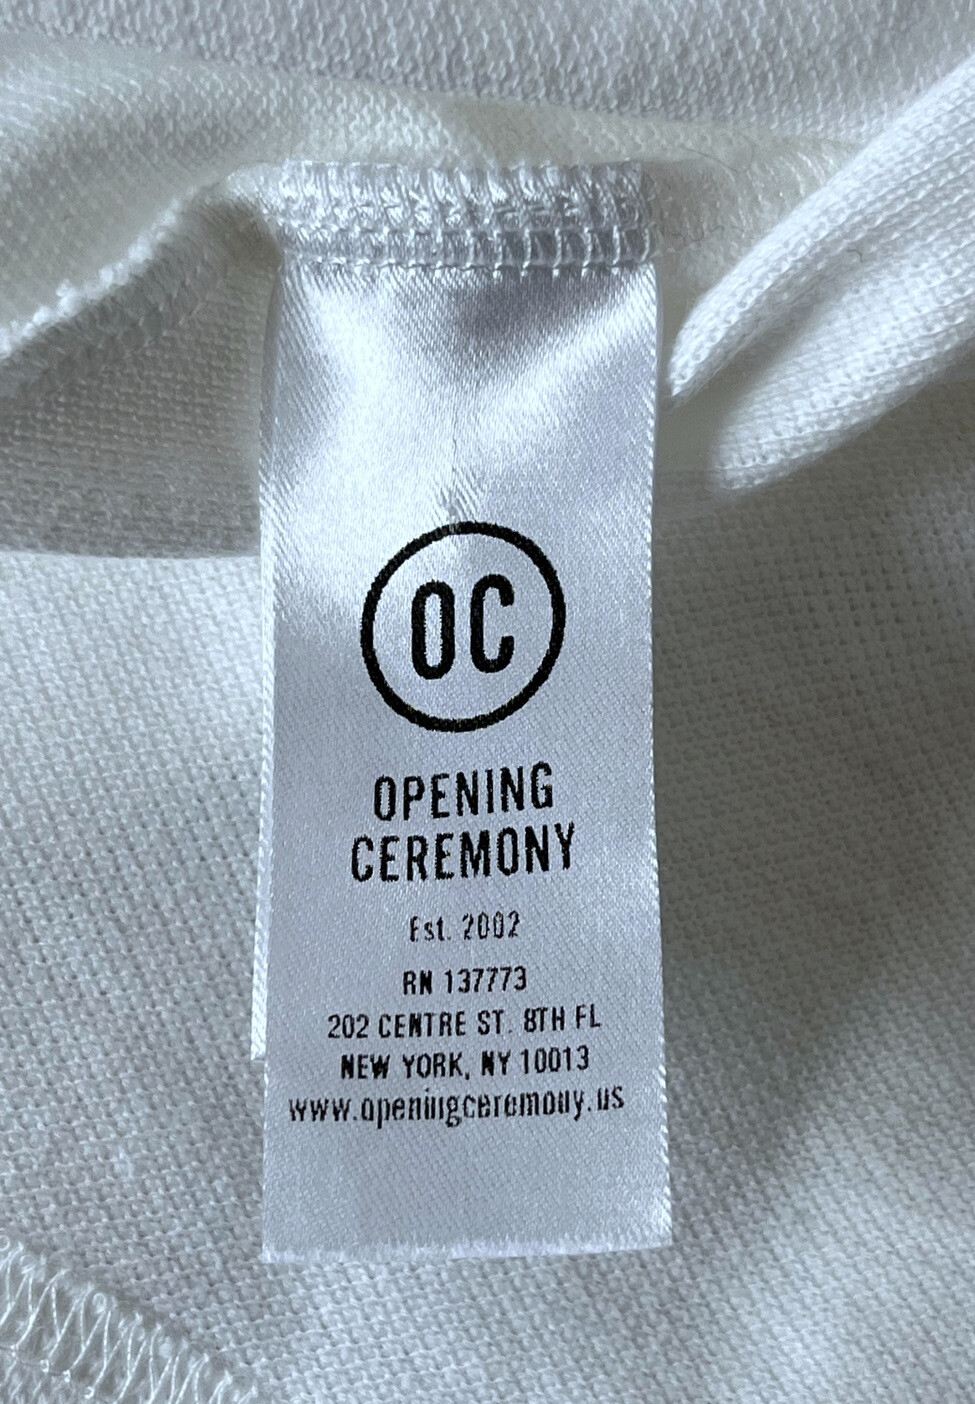 OC
OPENING
CEREMONY
Est. 2002
RN 137773
202 CENTRE ST. 8TH FL
NEW YORK, NY 10013
www.openingceremony.us